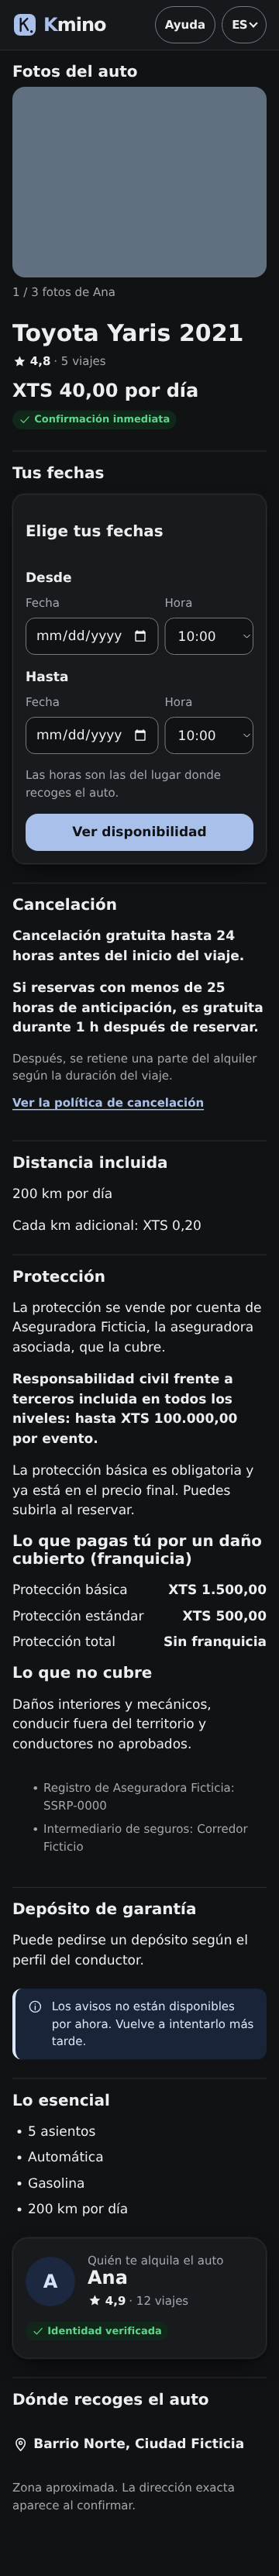 K Kmino
Ayuda
ES
Fotos del auto
1 / 3 fotos de Ana
Toyota Yaris 2021
★ 4,8 · 5 viajes
XTS 40,00 por día
Confirmación inmediata
Tus fechas
Elige tus fechas
Desde
Fecha Hora
mm/dd/yyyy 10:00
Hasta
Fecha Hora
mm/dd/yyyy 10:00
Las horas son las del lugar donde
recoges el auto.
Ver disponibilidad
Cancelación
Cancelación gratuita hasta 24
horas antes del inicio del viaje.
Si reservas con menos de 25
horas de anticipación, es gratuita
durante 1 h después de reservar.
Después, se retiene una parte del alquiler
según la duración del viaje.
Ver la política de cancelación
Distancia incluida
200 km por día
Cada km adicional: XTS 0,20
Protección
La protección se vende por cuenta de
Aseguradora Ficticia, la aseguradora
asociada, que la cubre.
Responsabilidad civil frente a
terceros incluida en todos los
niveles: hasta XTS 100.000,00
por evento.
La protección básica es obligatoria y
ya está en el precio final. Puedes
subirla al reservar.
Lo que pagas tú por un daño
cubierto (franquicia)
Protección básica XTS 1.500,00
Protección estándar XTS 500,00
Protección total Sin franquicia
Lo que no cubre
Daños interiores y mecánicos,
conducir fuera del territorio y
conductores no aprobados.
• Registro de Aseguradora Ficticia:
SSRP-0000
• Intermediario de seguros: Corredor
Ficticio
Depósito de garantía
Puede pedirse un depósito según el
perfil del conductor.
Los avisos no están disponibles
por ahora. Vuelve a intentarlo más
tarde.
Lo esencial
• 5 asientos
• Automática
• Gasolina
• 200 km por día
A
Quién te alquila el auto
Ana
★ 4,9 · 12 viajes
Identidad verificada
Dónde recoges el auto
Barrio Norte, Ciudad Ficticia
Zona aproximada. La dirección exacta
aparece al confirmar.